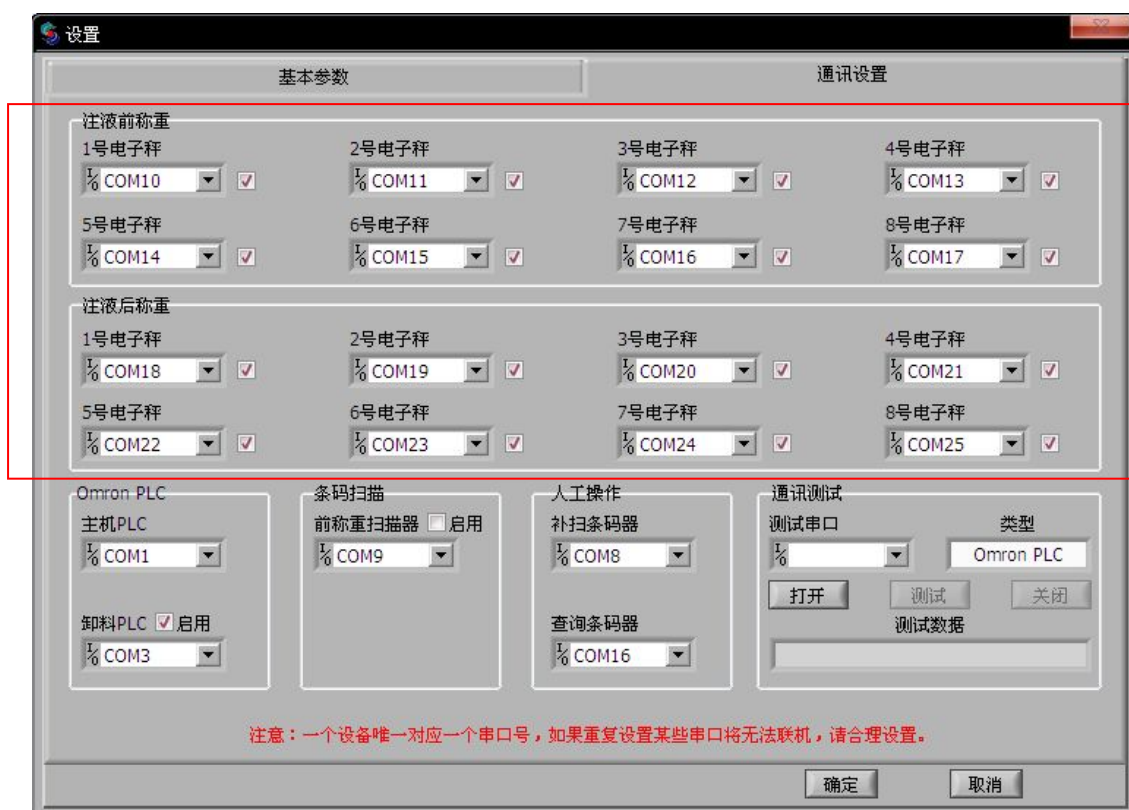 设置
基本参数 通讯设置
注液前称重
1号电子秤 2号电子秤 3号电子秤 4号电子秤
COM10 COM11 COM12 COM13
5号电子秤 6号电子秤 7号电子秤 8号电子秤
COM14 COM15 COM16 COM17
注液后称重
1号电子秤 2号电子秤 3号电子秤 4号电子秤
COM18 COM19 COM20 COM21
5号电子秤 6号电子秤 7号电子秤 8号电子秤
COM22 COM23 COM24 COM25
Omron PLC 条码扫描 人工操作 通讯测试
主机PLC 前称重扫描器 启用 补扫条码器 测试串口 类型
COM1 COM9 COM8 Omron PLC
打开 测试 关闭
卸料PLC 启用 查询条码器 测试数据
COM3 COM16
注意：一个设备唯一对应一个串口号，如果重复设置某些串口将无法联机，请合理设置。
确定 取消